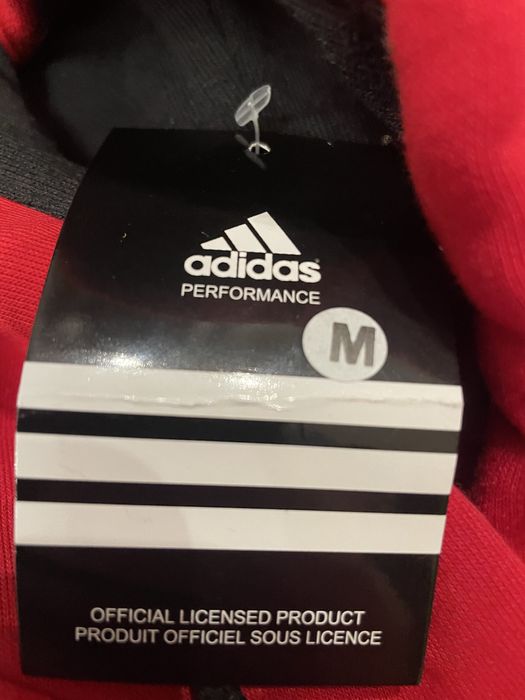 adidas
PERFORMANCE
M
OFFICIAL LICENSED PRODUCT
PRODUIT OFFICIEL SOUS LICENCE